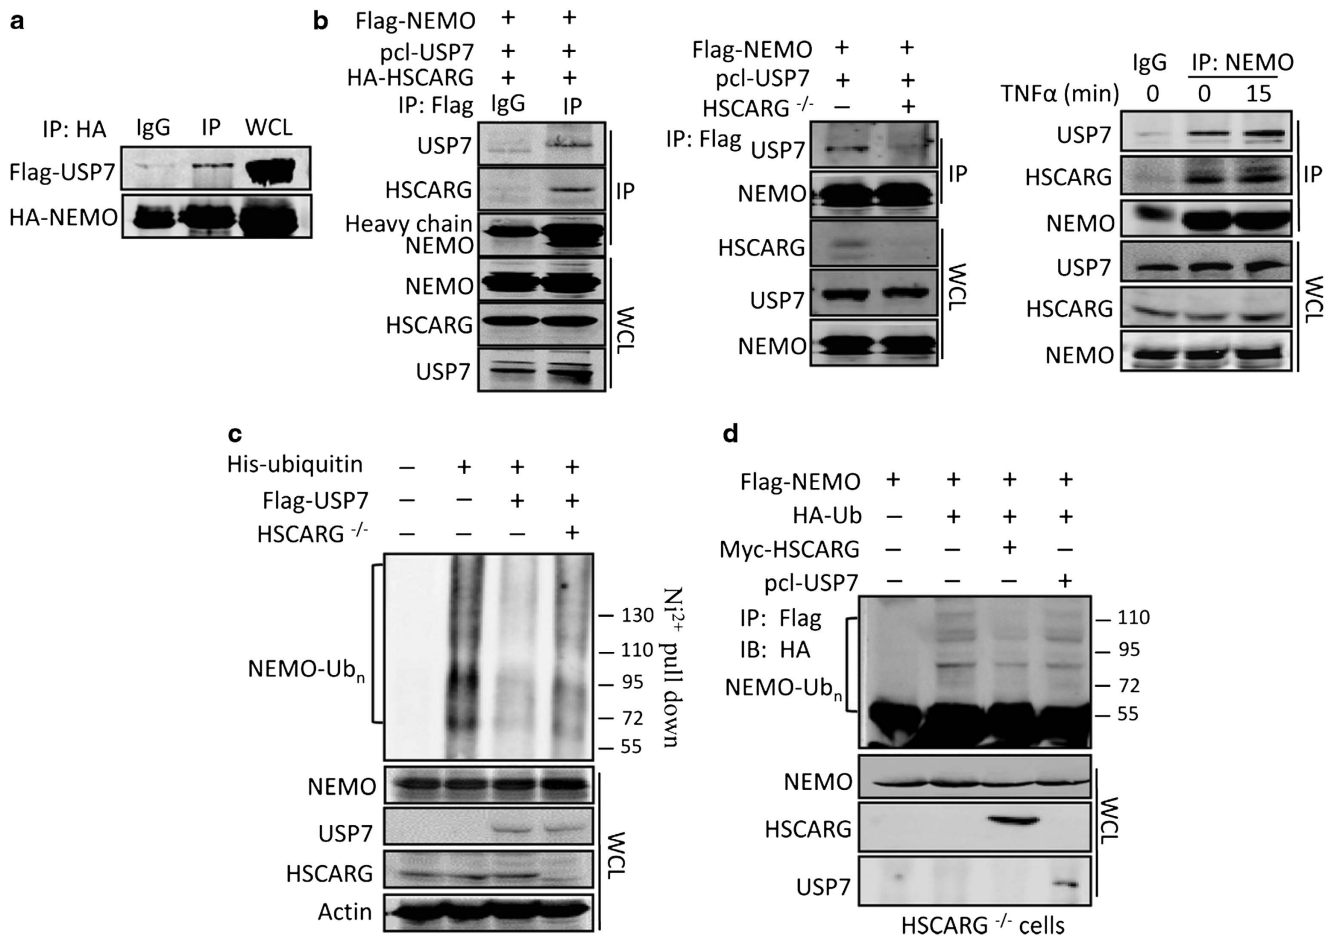 a
IP: HA IgG IP WCL
Flag-USP7
HA-NEMO
b
Flag-NEMO + +
pcl-USP7 + +
HA-HSCARG + +
IP: Flag IgG IP
USP7
HSCARG
Heavy chain
NEMO
IP
NEMO
HSCARG
USP7
WCL
Flag-NEMO + +
pcl-USP7 + +
HSCARG -/- – +
IP: Flag USP7
NEMO
IP
HSCARG
USP7
NEMO
WCL
IgG IP: NEMO
TNFα (min) 0 0 15
USP7
HSCARG
NEMO
IP
USP7
HSCARG
NEMO
WCL
c
His-ubiquitin – + + +
Flag-USP7 – – + +
HSCARG -/- – – – +
NEMO-Ubn
130
110
95
72
55
Ni2+ pull down
NEMO
USP7
HSCARG
Actin
WCL
d
Flag-NEMO + + + +
HA-Ub – + + +
Myc-HSCARG – – + –
pcl-USP7 – – – +
IP: Flag
IB: HA
NEMO-Ubn
110
95
72
55
NEMO
HSCARG
USP7
WCL
HSCARG -/- cells